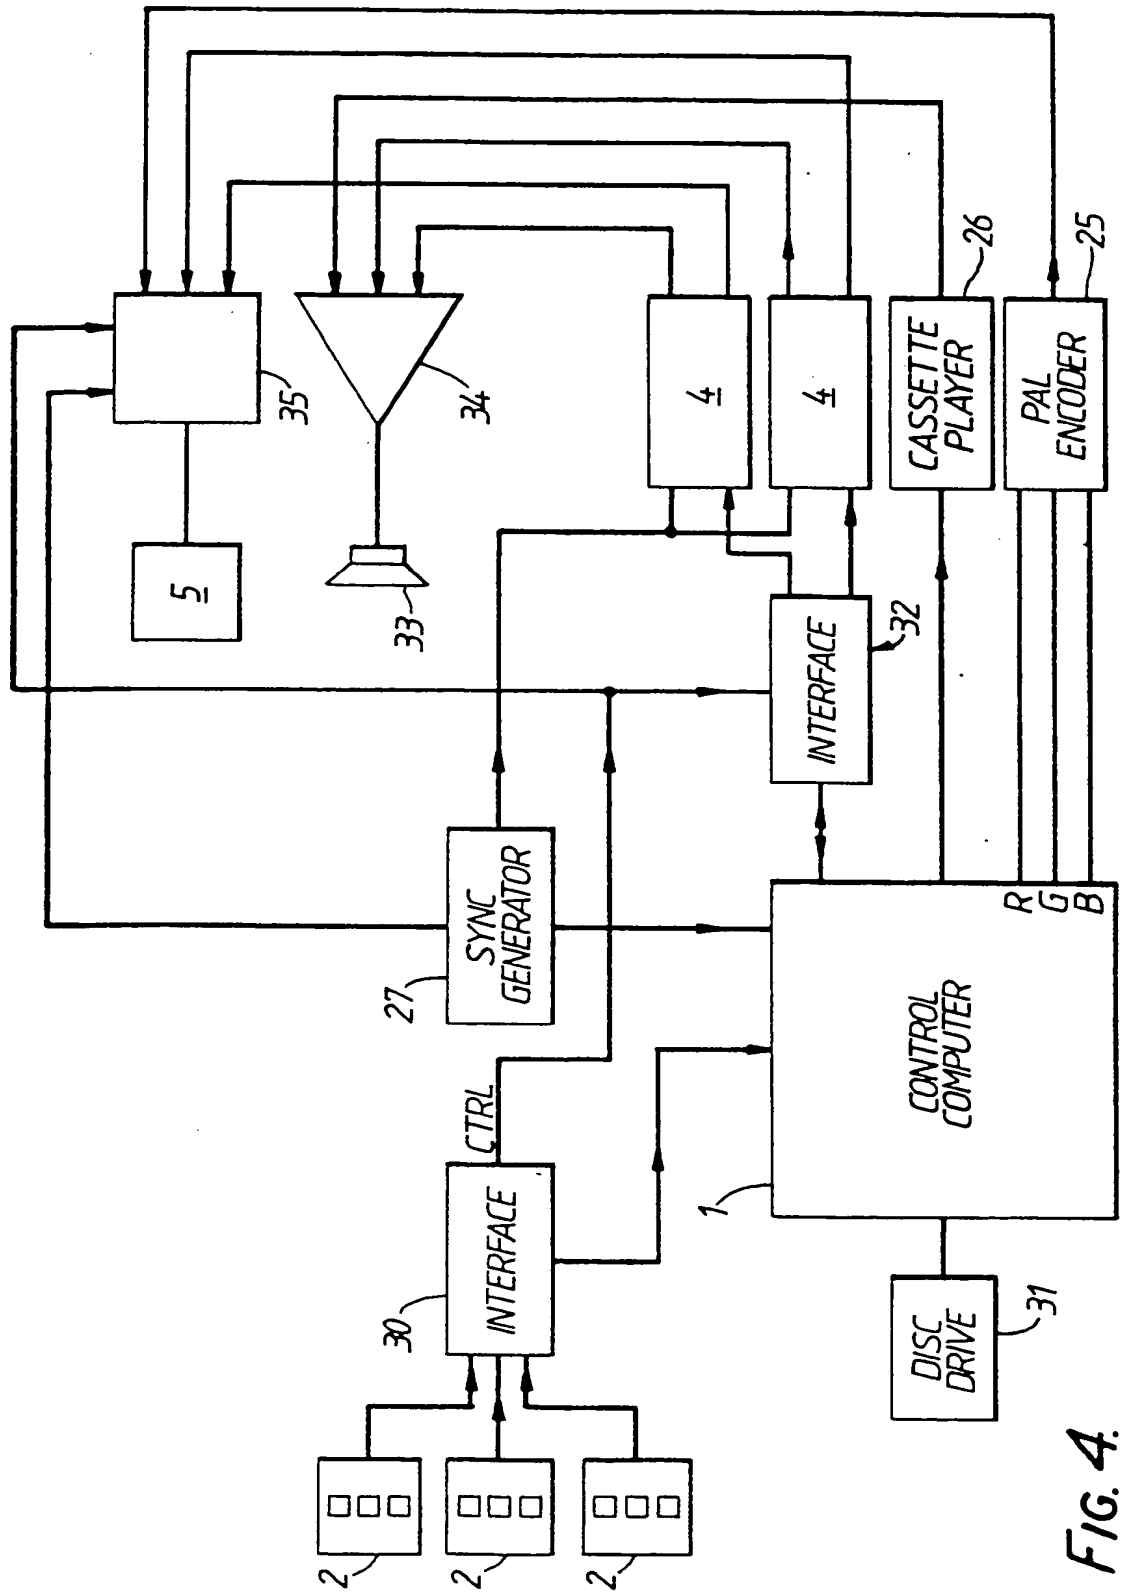 2
2
2
30
INTERFACE
CTRL
27
SYNC
GENERATOR
5
35
33
34
4
4
INTERFACE
32
CASSETTE
PLAYER
26
PAL
ENCODER
25
R
G
B
CONTROL
COMPUTER
1
DISC
DRIVE
31
FIG. 4.